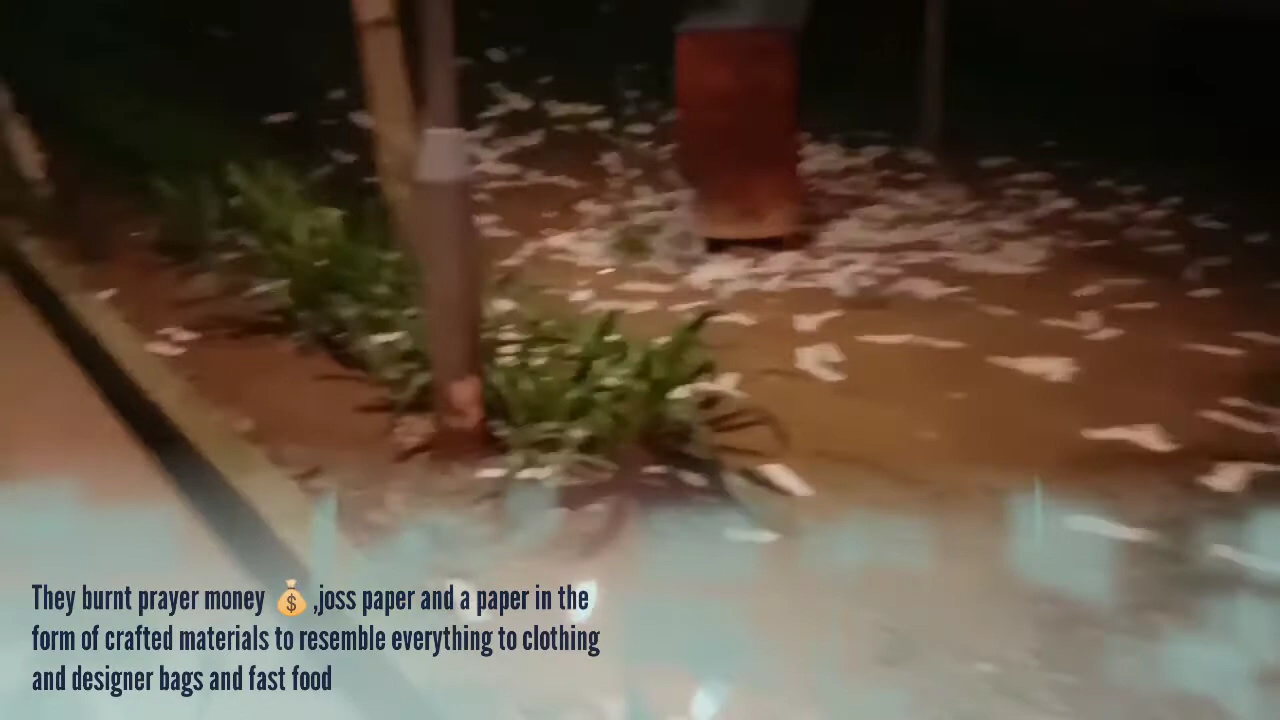 They burnt prayer money 💰 ,joss paper and a paper in the
form of crafted materials to resemble everything to clothing
and designer bags and fast food